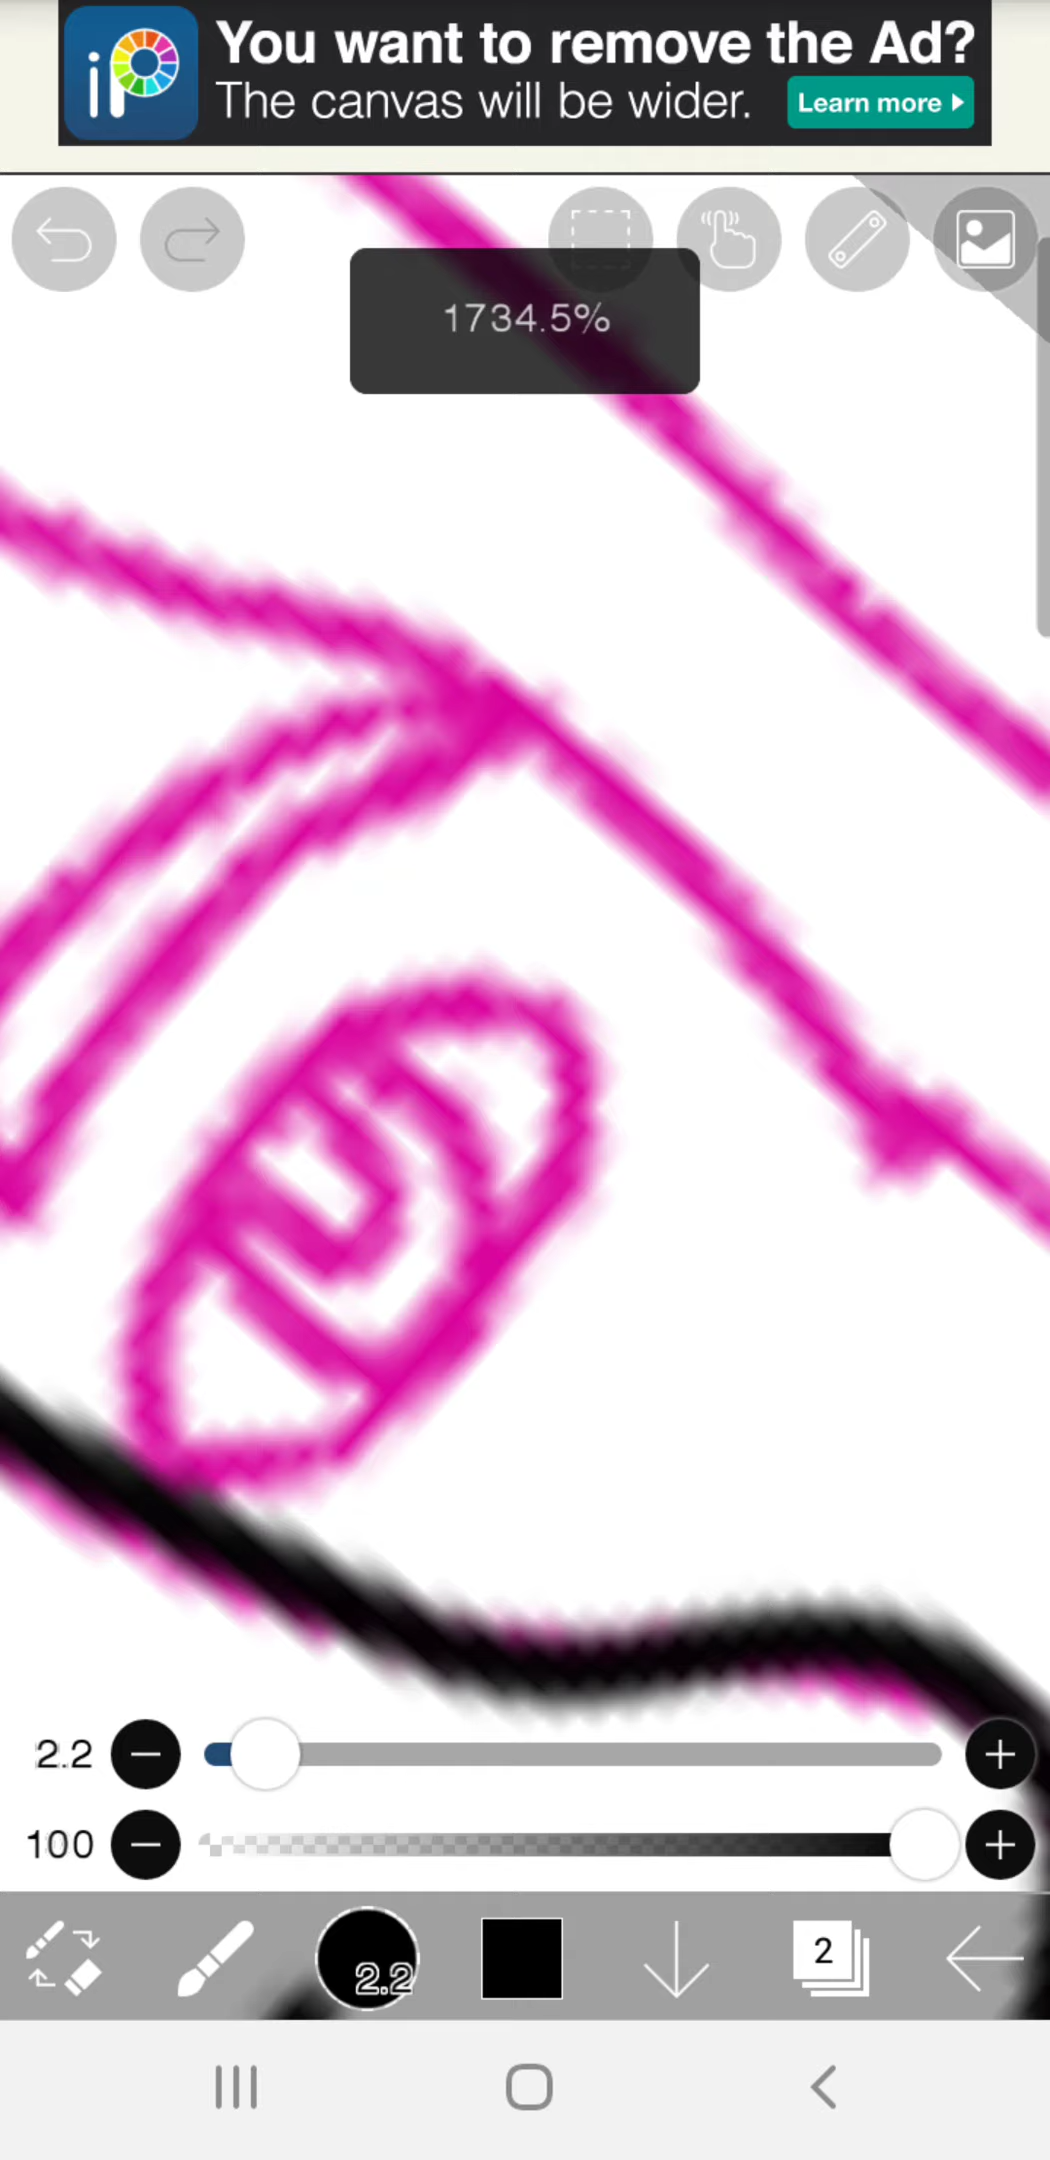 iP
You want to remove the Ad?
The canvas will be wider.
Learn more
1734.5%
2.2
100
2.2
2